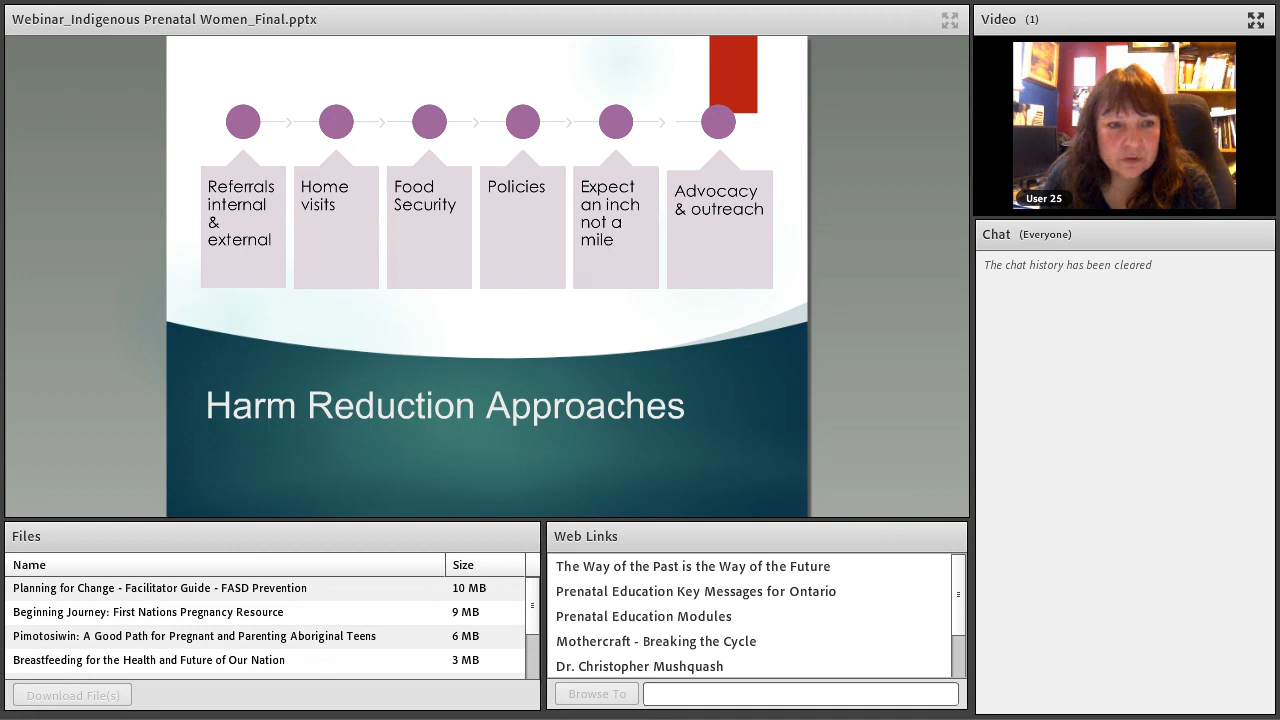 Webinar_Indigenous Prenatal Women_Final.pptx
Referrals
internal
&
external
Home
visits
Food
Security
Policies
Expect
an inch
not a
mile
Advocacy
& outreach
Harm Reduction Approaches
Video (1)
User 25
Chat (Everyone)
The chat history has been cleared
Files
Name Size
Planning for Change - Facilitator Guide - FASD Prevention 10 MB
Beginning Journey: First Nations Pregnancy Resource 9 MB
Pimotosiwin: A Good Path for Pregnant and Parenting Aboriginal Teens 6 MB
Breastfeeding for the Health and Future of Our Nation 3 MB
Download File(s)
Web Links
The Way of the Past is the Way of the Future
Prenatal Education Key Messages for Ontario
Prenatal Education Modules
Mothercraft - Breaking the Cycle
Dr. Christopher Mushquash
Browse To